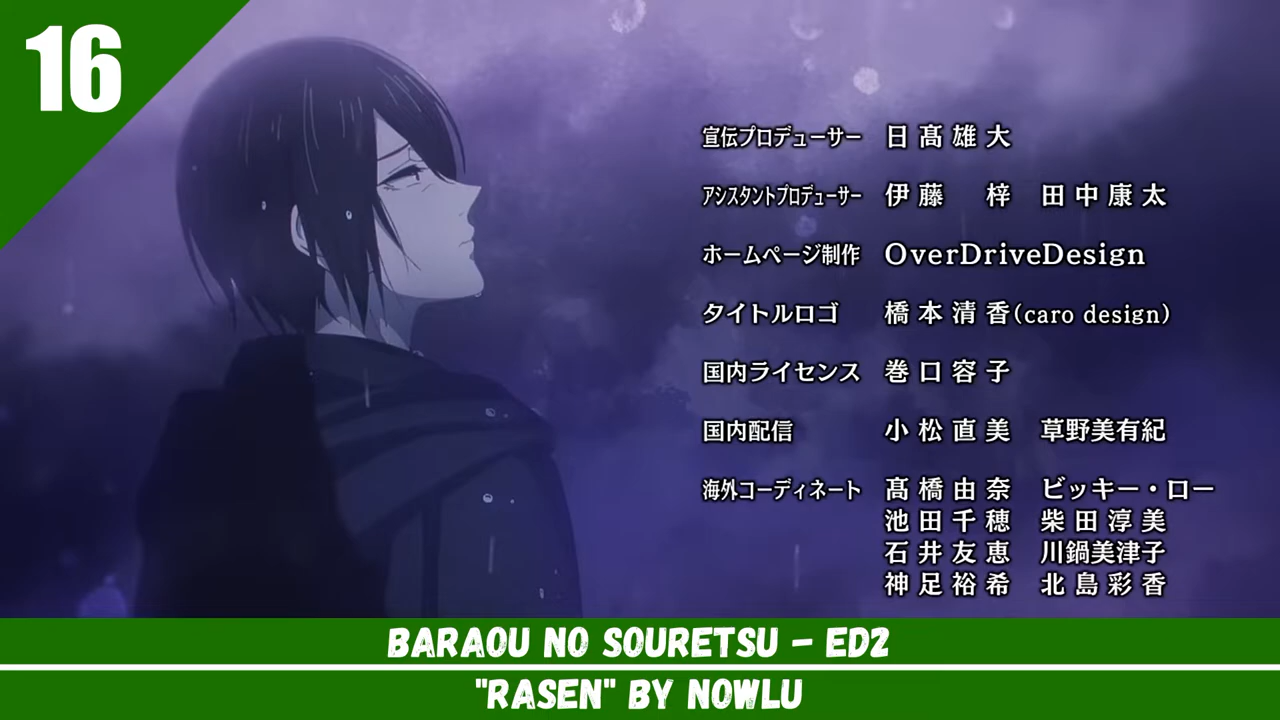 16
宣伝プロデューサー 日髙雄大
アシスタントプロデューサー 伊藤 梓 田中康太
ホームページ制作 OverDriveDesign
タイトルロゴ 橋本清香(caro design)
国内ライセンス 巻口容子
国内配信 小松直美 草野美有紀
海外コーディネート 髙橋由奈 ビッキー・ロー
池田千穂 柴田淳美
石井友恵 川鍋美津子
神足裕希 北島彩香
BARAOU NO SOURETSU - ED2
"RASEN" BY NOWLU